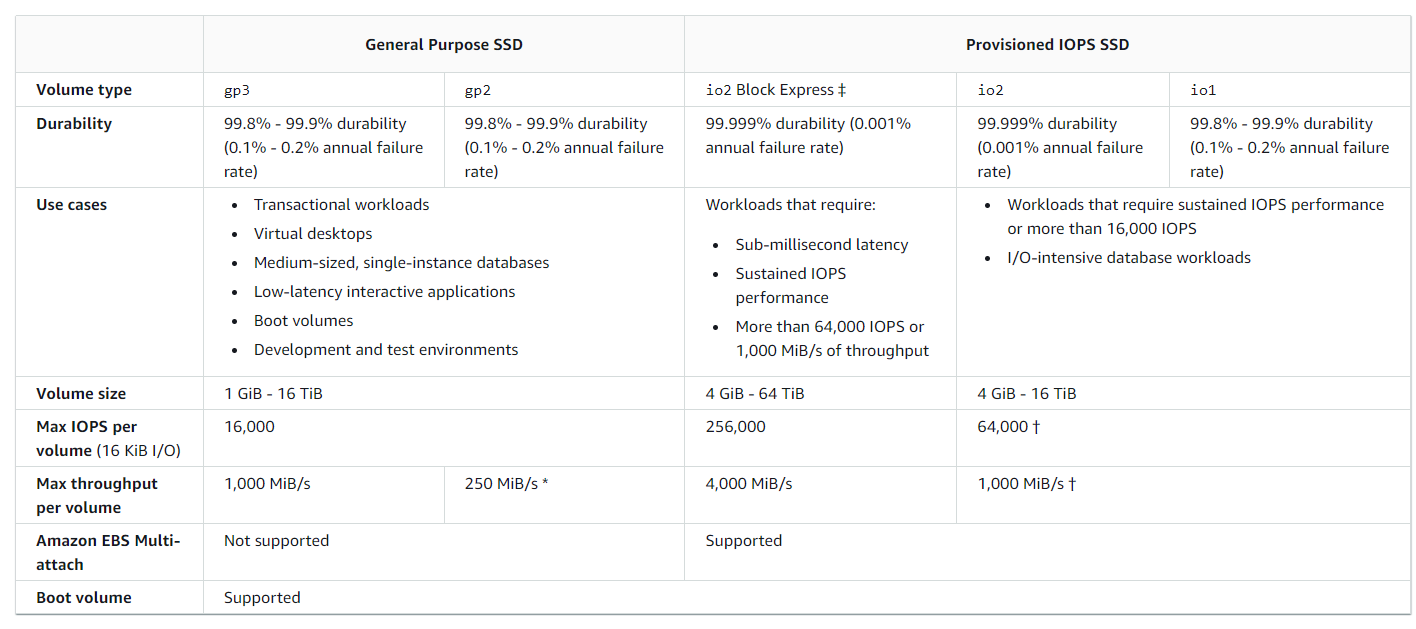 General Purpose SSD
Provisioned IOPS SSD
Volume type
gp3
gp2
io2 Block Express ‡
io2
io1
Durability
99.8% - 99.9% durability
(0.1% - 0.2% annual failure
rate)
99.8% - 99.9% durability
(0.1% - 0.2% annual failure
rate)
99.999% durability (0.001%
annual failure rate)
99.999% durability
(0.001% annual failure
rate)
99.8% - 99.9% durability
(0.1% - 0.2% annual failure
rate)
Use cases
• Transactional workloads
• Virtual desktops
• Medium-sized, single-instance databases
• Low-latency interactive applications
• Boot volumes
• Development and test environments
Workloads that require:
• Sub-millisecond latency
• Sustained IOPS
performance
• More than 64,000 IOPS or
1,000 MiB/s of throughput
• Workloads that require sustained IOPS performance
or more than 16,000 IOPS
• I/O-intensive database workloads
Volume size
1 GiB - 16 TiB
4 GiB - 64 TiB
4 GiB - 16 TiB
Max IOPS per
volume (16 KiB I/O)
16,000
256,000
64,000 †
Max throughput
per volume
1,000 MiB/s
250 MiB/s *
4,000 MiB/s
1,000 MiB/s †
Amazon EBS Multi-
attach
Not supported
Supported
Boot volume
Supported